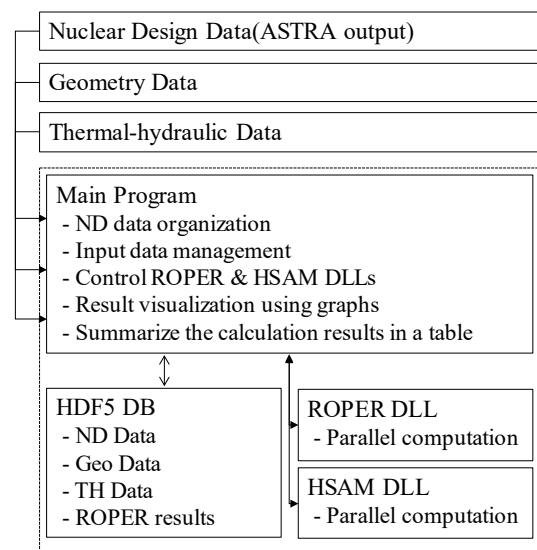 Nuclear Design Data(ASTRA output)
Geometry Data
Thermal-hydraulic Data
Main Program
- ND data organization
- Input data management
- Control ROPER & HSAM DLLs
- Result visualization using graphs
- Summarize the calculation results in a table
HDF5 DB
- ND Data
- Geo Data
- TH Data
- ROPER results
ROPER DLL
- Parallel computation
HSAM DLL
- Parallel computation